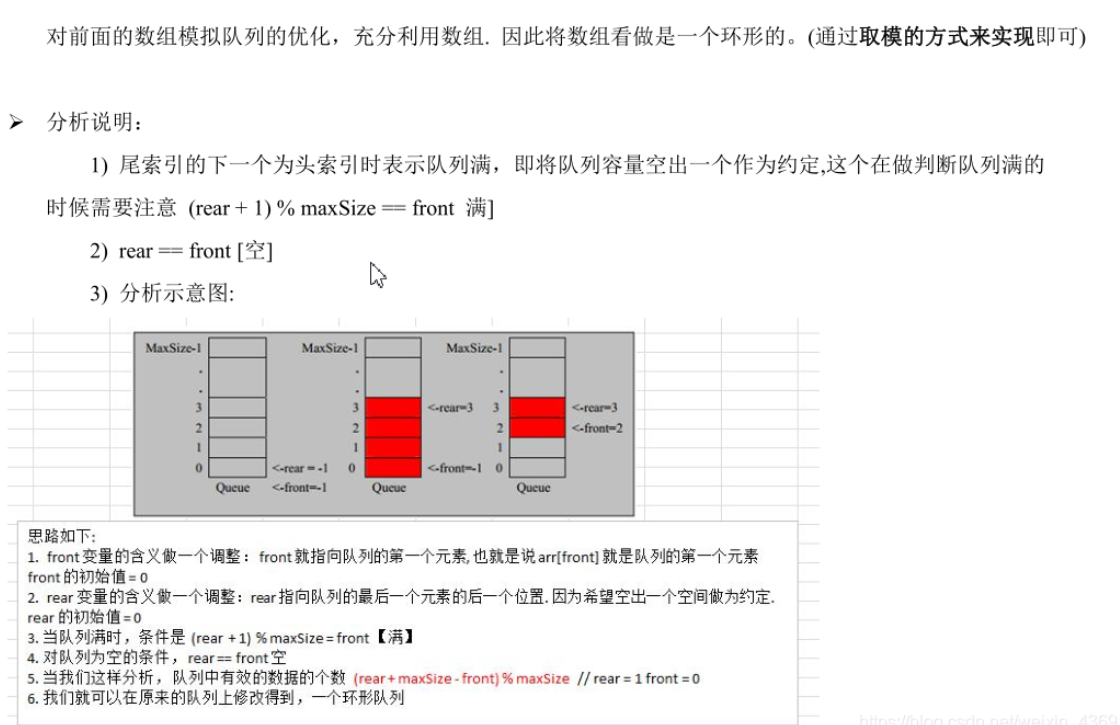 对前面的数组模拟队列的优化，充分利用数组. 因此将数组看做是一个环形的。(通过取模的方式来实现即可)
➢ 分析说明：
1) 尾索引的下一个为头索引时表示队列满，即将队列容量空出一个作为约定,这个在做判断队列满的
时候需要注意 (rear + 1) % maxSize == front 满]
2) rear == front [空]
3) 分析示意图:
MaxSize-1 MaxSize-1 MaxSize-1
. . .
. . .
3 3 <-rear=3 3 <-rear=3
2 2 2 <-front=2
1 1 1
0 <-rear = -1 0 <-front=-1 0
Queue <-front=-1 Queue Queue
思路如下:
1. front 变量的含义做一个调整： front 就指向队列的第一个元素, 也就是说 arr[front] 就是队列的第一个元素
front 的初始值 = 0
2. rear 变量的含义做一个调整：rear 指向队列的最后一个元素的后一个位置. 因为希望空出一个空间做为约定.
rear 的初始值 = 0
3. 当队列满时，条件是 (rear +1) % maxSize = front 【满】
4. 对队列为空的条件， rear == front 空
5. 当我们这样分析， 队列中有效的数据的个数 (rear + maxSize - front) % maxSize // rear = 1 front = 0
6. 我们就可以在原来的队列上修改得到，一个环形队列
https://blog.csdn.net/weixin_4369